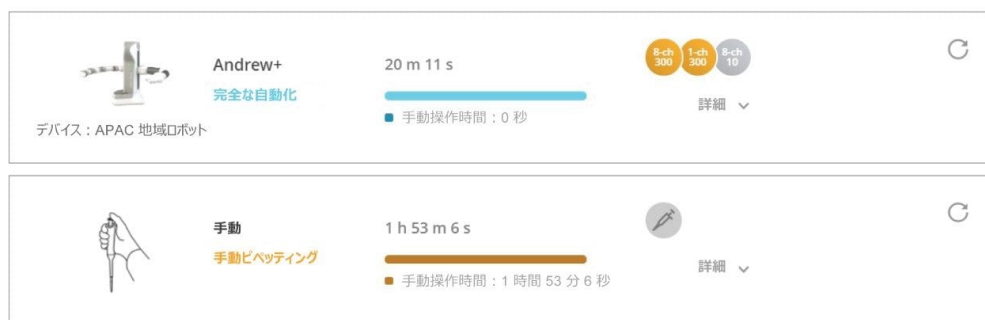 Andrew+
完全な自動化
デバイス：APAC 地域ロボット
20 m 11 s
手動操作時間：0 秒
8-ch 300
1-ch 300
8-ch 10
詳細
手動
手動ピペッティング
1 h 53 m 6 s
手動操作時間：1 時間 53 分 6 秒
詳細